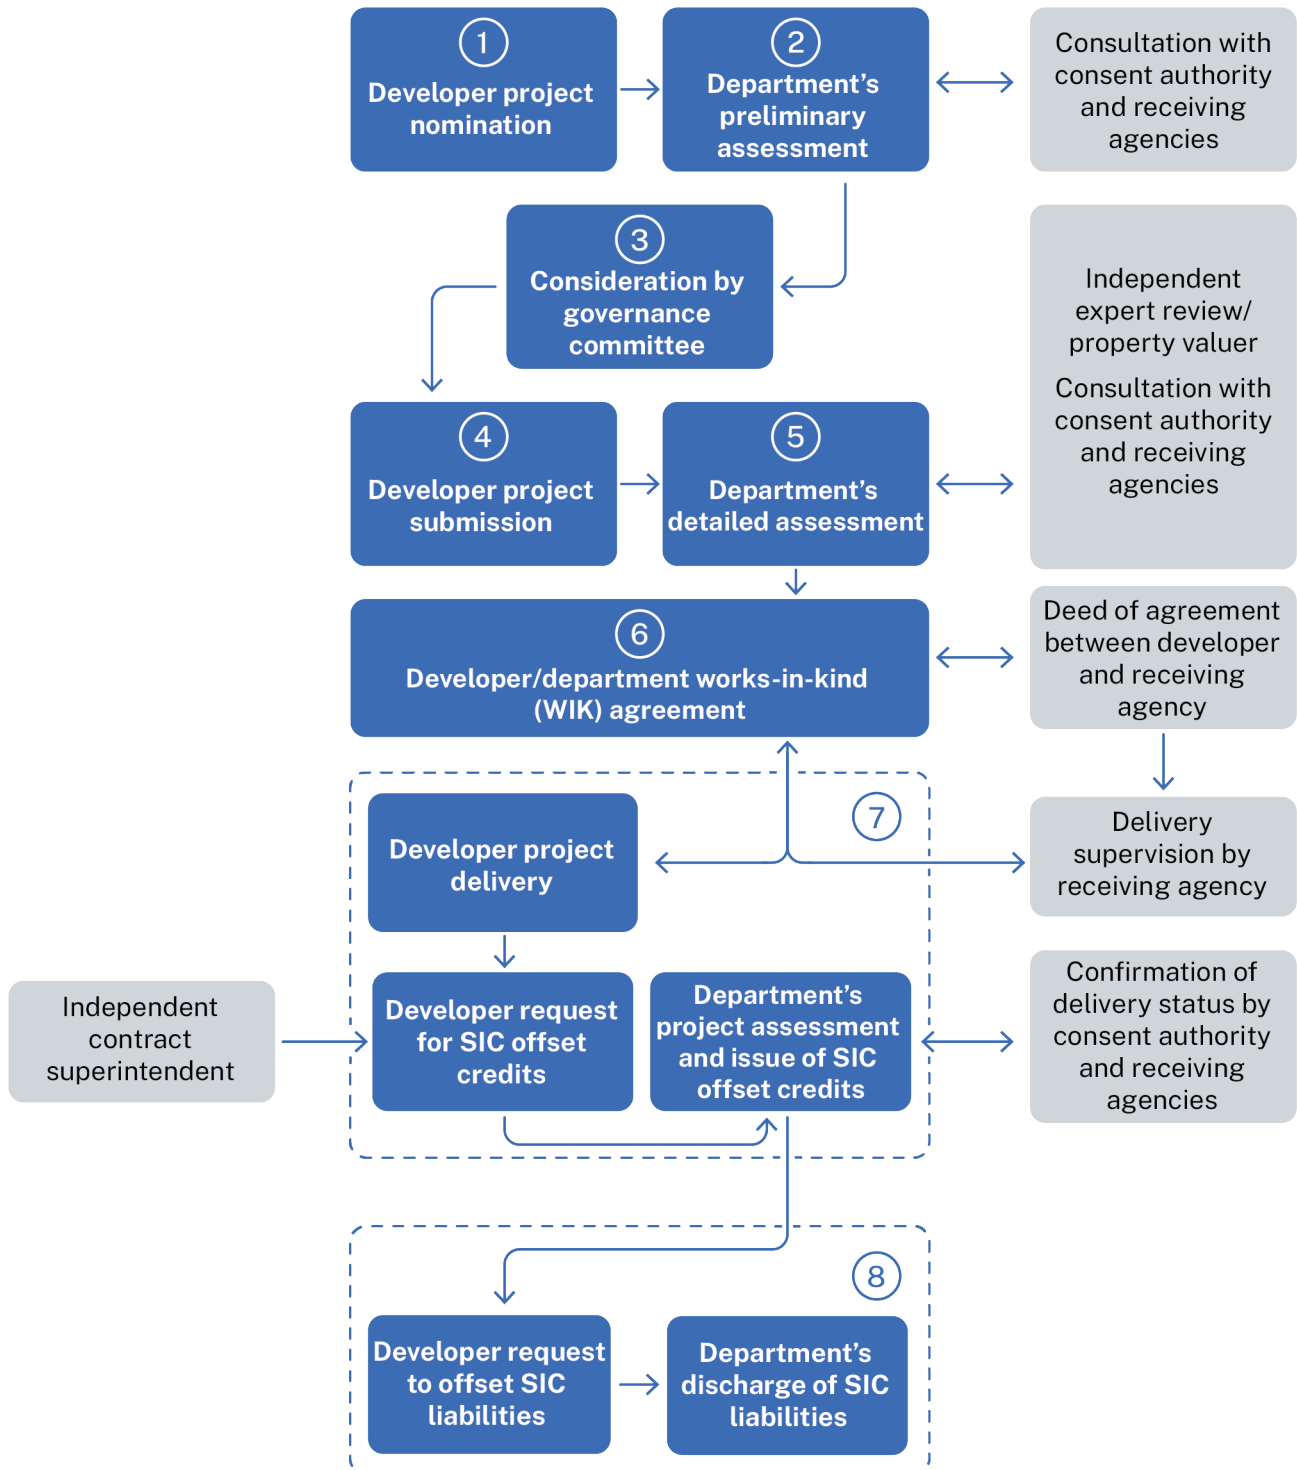 1
Developer project
nomination
2
Department's
preliminary
assessment
Consultation with
consent authority
and receiving
agencies
3
Consideration by
governance
committee
Independent
expert review/
property valuer
Consultation with
consent authority
and receiving
agencies
4
Developer project
submission
5
Department's
detailed assessment
6
Developer/department works-in-kind
(WIK) agreement
Deed of agreement
between developer
and receiving
agency
7
Developer project
delivery
Delivery
supervision by
receiving agency
Independent
contract
superintendent
Developer request
for SIC offset
credits
Department's
project assessment
and issue of SIC
offset credits
Confirmation of
delivery status by
consent authority
and receiving
agencies
8
Developer request
to offset SIC
liabilities
Department's
discharge of SIC
liabilities